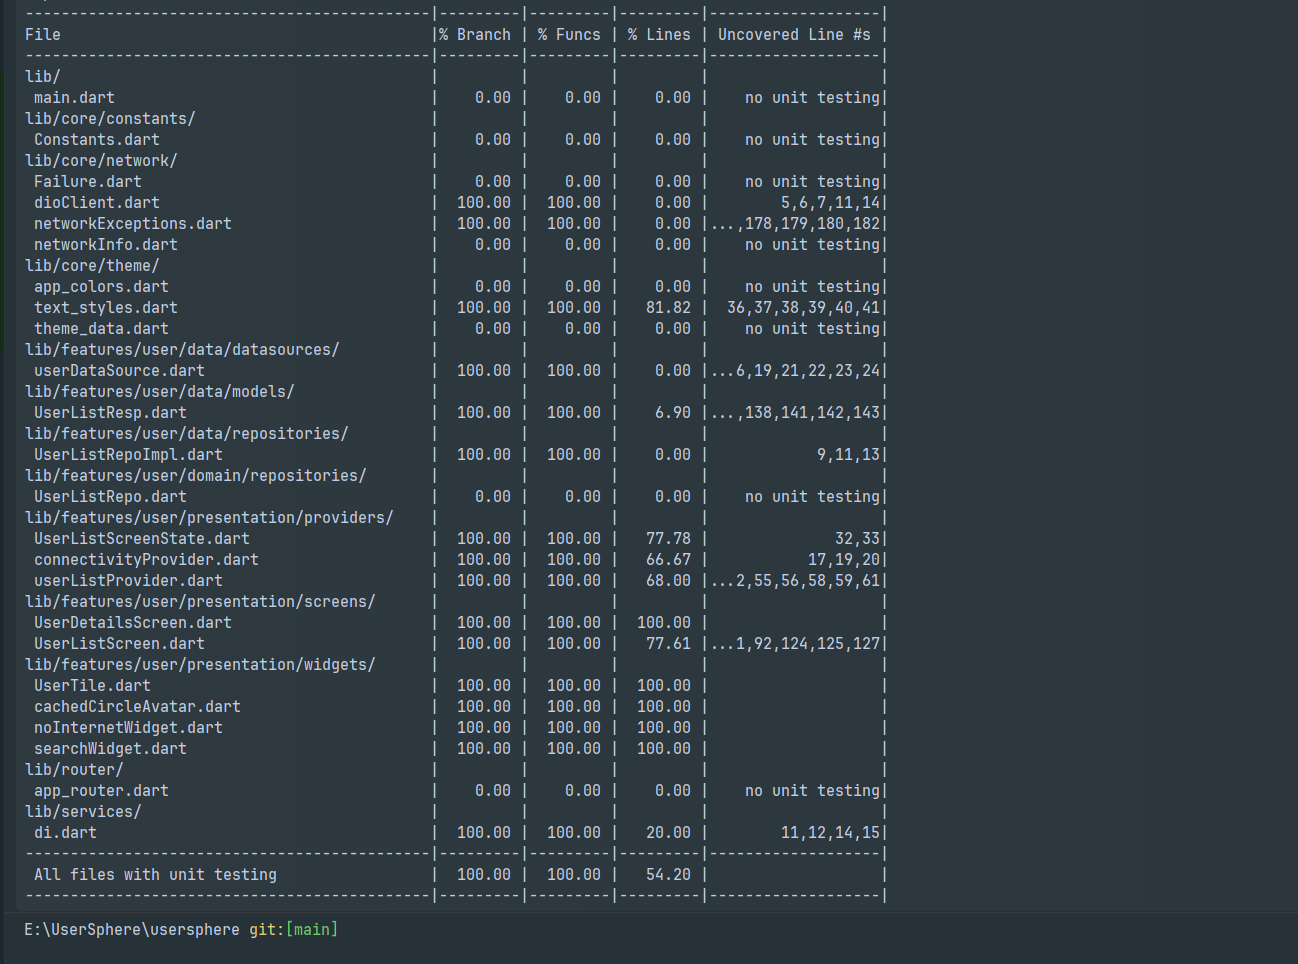 ---------------------------------------------|---------|---------|---------|-------------------|
File                                         |% Branch | % Funcs | % Lines | Uncovered Line #s |
---------------------------------------------|---------|---------|---------|-------------------|
lib/                                         |         |         |         |                   |
 main.dart                                   |    0.00 |    0.00 |    0.00 |    no unit testing|
lib/core/constants/                          |         |         |         |                   |
 Constants.dart                              |    0.00 |    0.00 |    0.00 |    no unit testing|
lib/core/network/                            |         |         |         |                   |
 Failure.dart                                |    0.00 |    0.00 |    0.00 |    no unit testing|
 dioClient.dart                              |  100.00 |  100.00 |    0.00 |        5,6,7,11,14|
 networkExceptions.dart                      |  100.00 |  100.00 |    0.00 |...,178,179,180,182|
 networkInfo.dart                            |    0.00 |    0.00 |    0.00 |    no unit testing|
lib/core/theme/                              |         |         |         |                   |
 app_colors.dart                             |    0.00 |    0.00 |    0.00 |    no unit testing|
 text_styles.dart                            |  100.00 |  100.00 |   81.82 |  36,37,38,39,40,41|
 theme_data.dart                             |    0.00 |    0.00 |    0.00 |    no unit testing|
lib/features/user/data/datasources/          |         |         |         |                   |
 userDataSource.dart                         |  100.00 |  100.00 |    0.00 |...6,19,21,22,23,24|
lib/features/user/data/models/               |         |         |         |                   |
 UserListResp.dart                           |  100.00 |  100.00 |    6.90 |...,138,141,142,143|
lib/features/user/data/repositories/         |         |         |         |                   |
 UserListRepoImpl.dart                       |  100.00 |  100.00 |    0.00 |            9,11,13|
lib/features/user/domain/repositories/       |         |         |         |                   |
 UserListRepo.dart                           |    0.00 |    0.00 |    0.00 |    no unit testing|
lib/features/user/presentation/providers/    |         |         |         |                   |
 UserListScreenState.dart                    |  100.00 |  100.00 |   77.78 |              32,33|
 connectivityProvider.dart                   |  100.00 |  100.00 |   66.67 |           17,19,20|
 userListProvider.dart                       |  100.00 |  100.00 |   68.00 |...2,55,56,58,59,61|
lib/features/user/presentation/screens/      |         |         |         |                   |
 UserDetailsScreen.dart                      |  100.00 |  100.00 |  100.00 |                   |
 UserListScreen.dart                         |  100.00 |  100.00 |   77.61 |...1,92,124,125,127|
lib/features/user/presentation/widgets/      |         |         |         |                   |
 UserTile.dart                               |  100.00 |  100.00 |  100.00 |                   |
 cachedCircleAvatar.dart                     |  100.00 |  100.00 |  100.00 |                   |
 noInternetWidget.dart                       |  100.00 |  100.00 |  100.00 |                   |
 searchWidget.dart                           |  100.00 |  100.00 |  100.00 |                   |
lib/router/                                  |         |         |         |                   |
 app_router.dart                             |    0.00 |    0.00 |    0.00 |    no unit testing|
lib/services/                                |         |         |         |                   |
 di.dart                                     |  100.00 |  100.00 |   20.00 |        11,12,14,15|
---------------------------------------------|---------|---------|---------|-------------------|
 All files with unit testing                 |  100.00 |  100.00 |   54.20 |                   |
---------------------------------------------|---------|---------|---------|-------------------|
E:\UserSphere\usersphere git:[main]